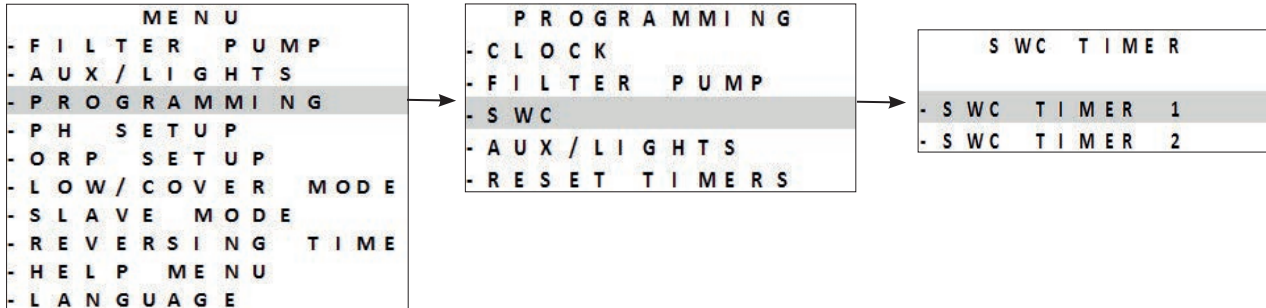 MENU
-FILTER PUMP
-AUX/LIGHTS
-PROGRAMMING
-PH SETUP
-ORP SETUP
-LOW/COVER MODE
-SLAVE MODE
-REVERSING TIME
-HELP MENU
-LANGUAGE
PROGRAMMING
-CLOCK
-FILTER PUMP
-SWC
-AUX/LIGHTS
-RESET TIMERS
SWC TIMER
-SWC TIMER 1
-SWC TIMER 2